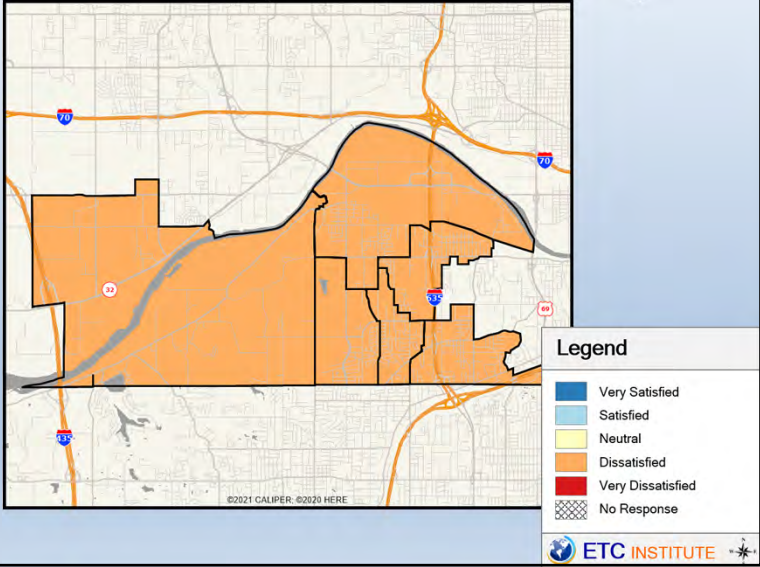 70
70
32
635
69
435
©2021 CALIPER; ©2020 HERE
Legend
Very Satisfied
Satisfied
Neutral
Dissatisfied
Very Dissatisfied
No Response
ETC INSTITUTE